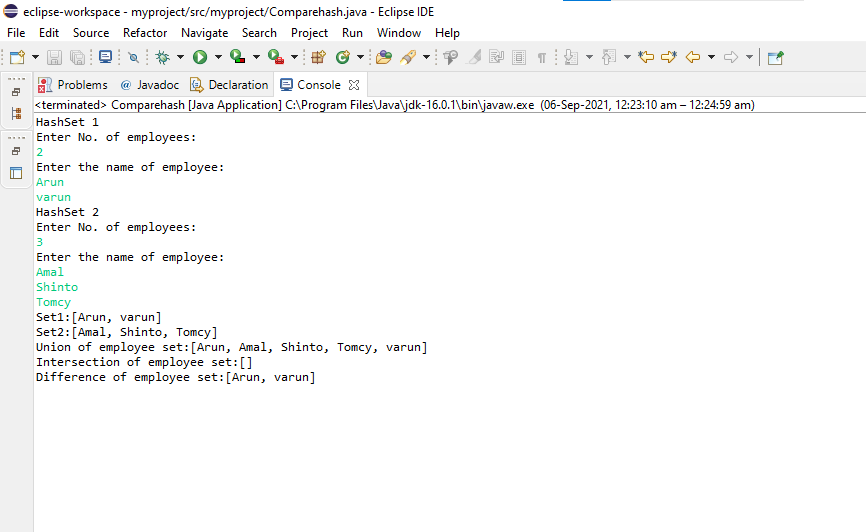 eclipse-workspace - myproject/src/myproject/Comparehash.java - Eclipse IDE
File Edit Source Refactor Navigate Search Project Run Window Help
Problems @ Javadoc Declaration Console
<terminated> Comparehash [Java Application] C:\Program Files\Java\jdk-16.0.1\bin\javaw.exe (06-Sep-2021, 12:23:10 am – 12:24:59 am)
HashSet 1
Enter No. of employees:
2
Enter the name of employee:
Arun
varun
HashSet 2
Enter No. of employees:
3
Enter the name of employee:
Amal
Shinto
Tomcy
Set1:[Arun, varun]
Set2:[Amal, Shinto, Tomcy]
Union of employee set:[Arun, Amal, Shinto, Tomcy, varun]
Intersection of employee set:[]
Difference of employee set:[Arun, varun]